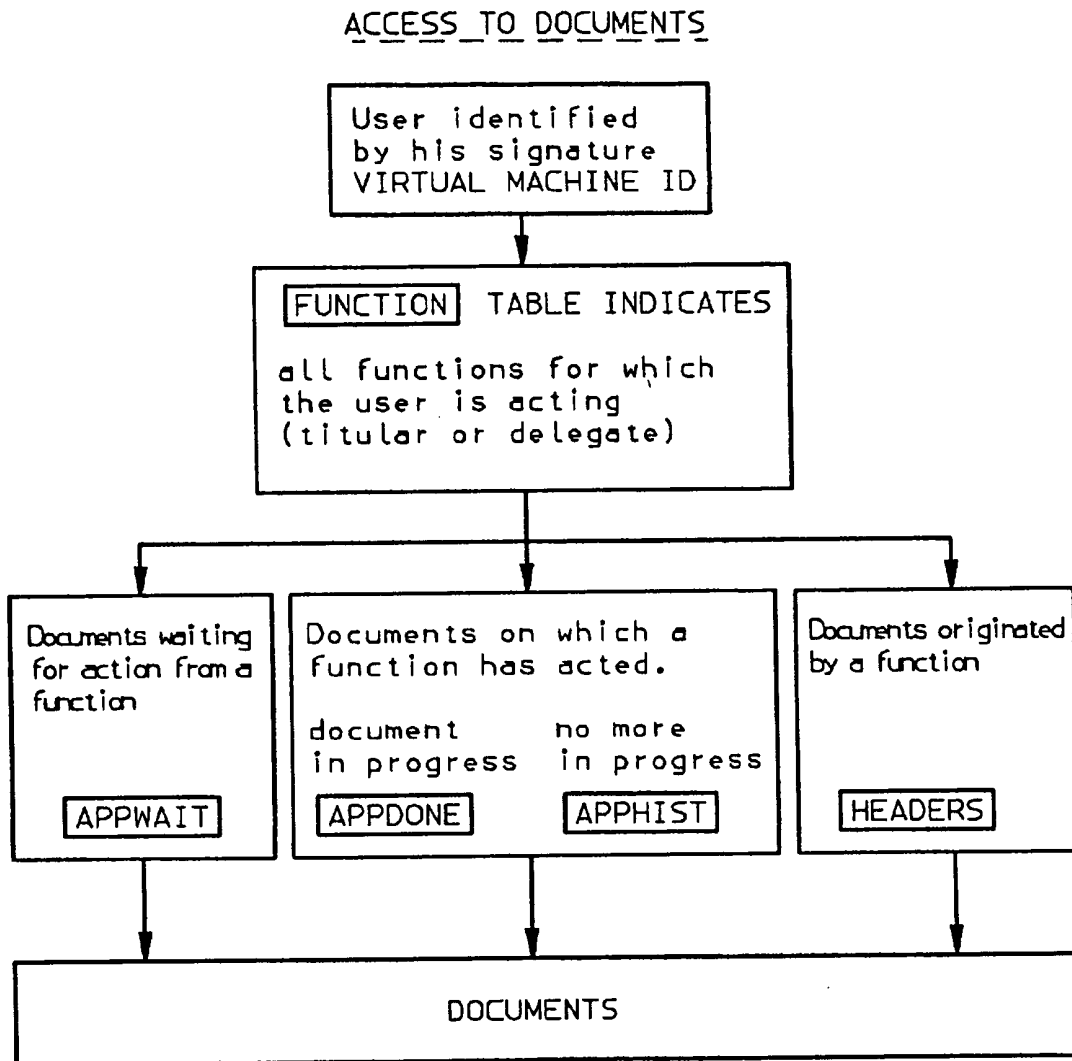 ACCESS TO DOCUMENTS
User identified
by his signature
VIRTUAL MACHINE ID
FUNCTION TABLE INDICATES
all functions for which
the user is acting
(titular or delegate)
Documents waiting
for action from a
function
APPWAIT
Documents on which a
function has acted.
document
in progress
APPDONE
no more
in progress
APPHIST
Documents originated
by a function
HEADERS
DOCUMENTS